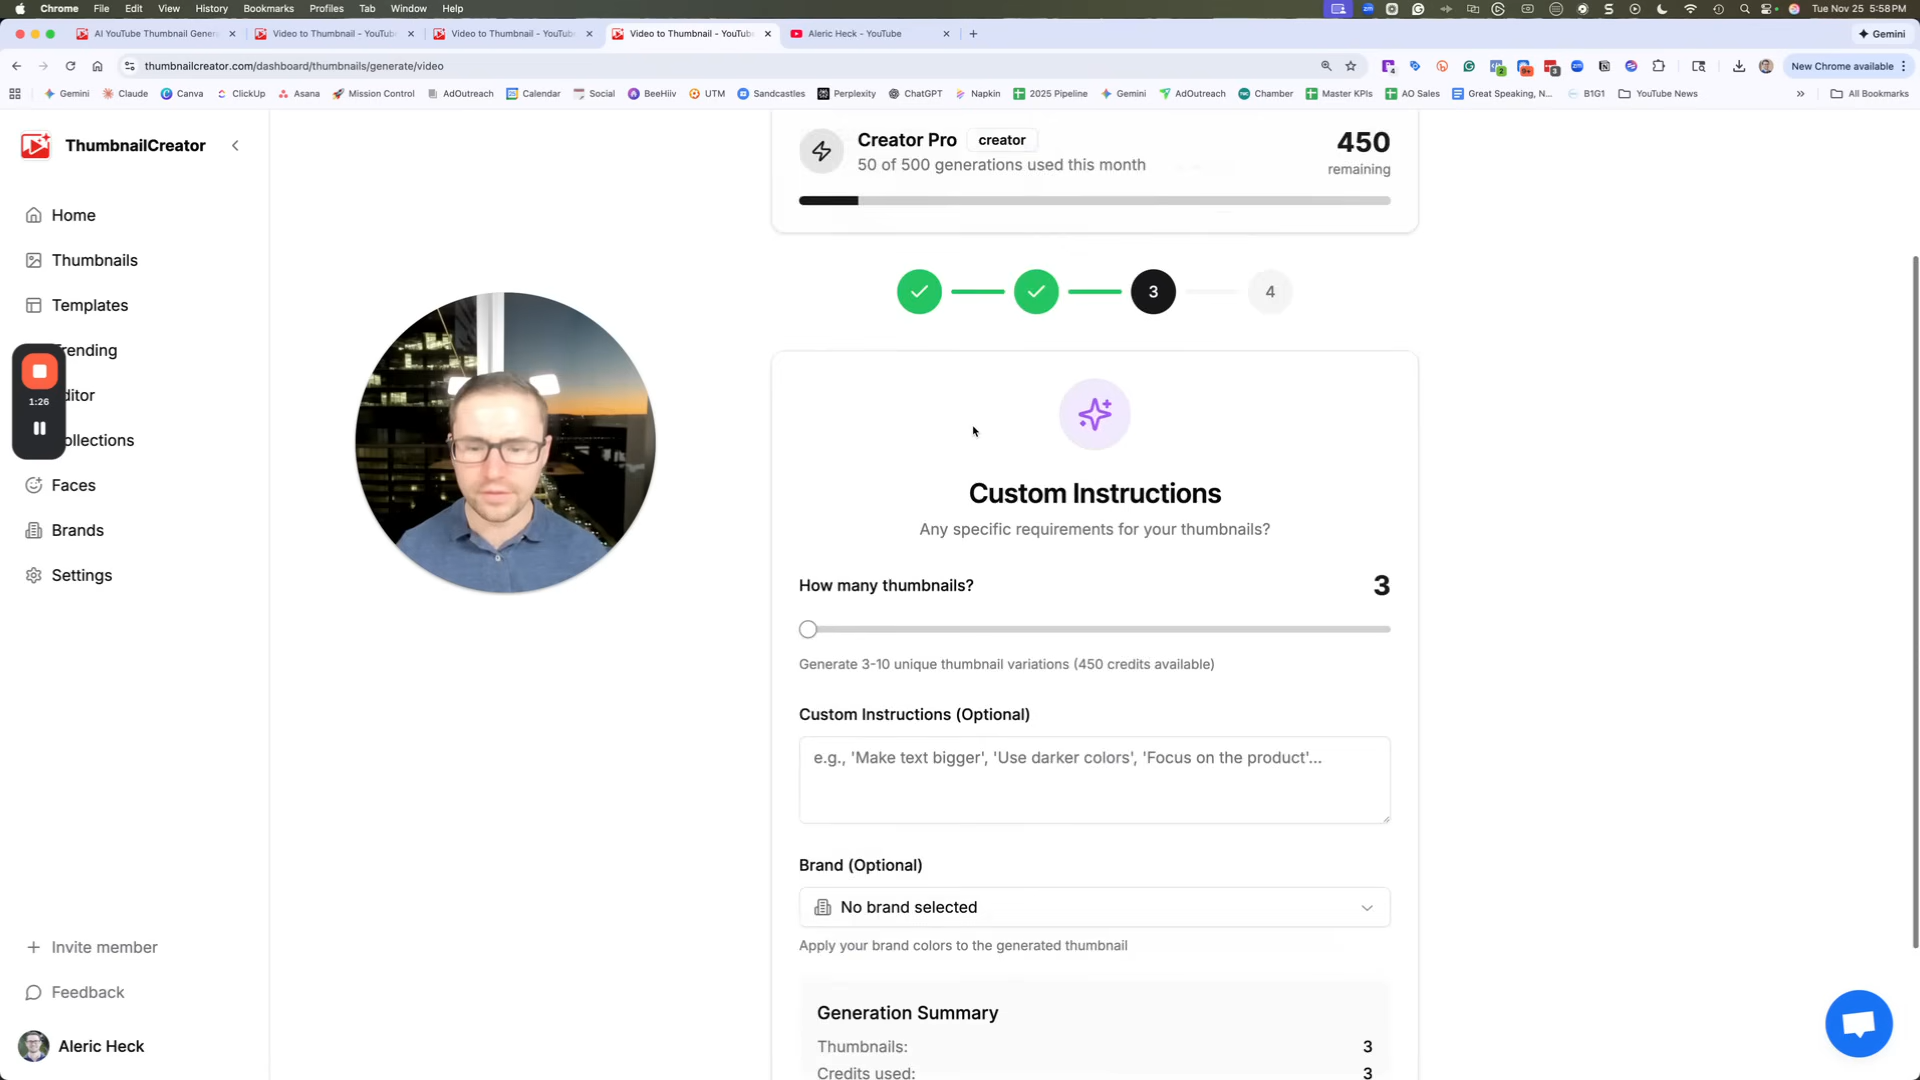 Chrome File Edit View History Bookmarks Profiles Tab Window Help Tue Nov 25 5:58 PM
AI YouTube Thumbnail Gener Video to Thumbnail - YouTub Video to Thumbnail - YouTub Video to Thumbnail - YouTub Aleric Heck - YouTube Gemini
thumbnailcreator.com/dashboard/thumbnails/generate/video New Chrome available
Gemini Claude Canva ClickUp Asana Mission Control AdOutreach Calendar Social BeeHiiv UTM Sandcastles Perplexity ChatGPT Napkin 2025 Pipeline Gemini AdOutreach Chamber Master KPIs AO Sales Great Speaking, N... B1G1 YouTube News » All Bookmarks
ThumbnailCreator
Home
Thumbnails
Templates
Trending
ditor
ollections
Faces
Brands
Settings
1:26
Invite member
Feedback
Aleric Heck
Creator Pro creator
50 of 500 generations used this month
450
remaining
3 4
Custom Instructions
Any specific requirements for your thumbnails?
How many thumbnails? 3
Generate 3-10 unique thumbnail variations (450 credits available)
Custom Instructions (Optional)
e.g., 'Make text bigger', 'Use darker colors', 'Focus on the product'...
Brand (Optional)
No brand selected
Apply your brand colors to the generated thumbnail
Generation Summary
Thumbnails: 3
Credits used: 3